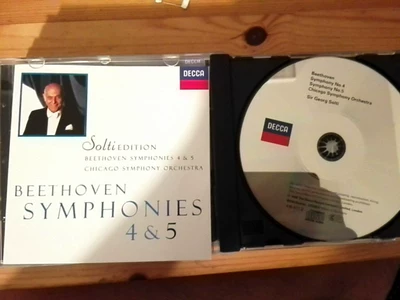 DECCA
Solti EDITION
BEETHOVEN SYMPHONIES 4 & 5
CHICAGO SYMPHONY ORCHESTRA
BEETHOVEN
SYMPHONIES
4 & 5
DECCA
Beethoven
Symphony No 4
Symphony No 5
Chicago Symphony Orchestra
Sir Georg Solti